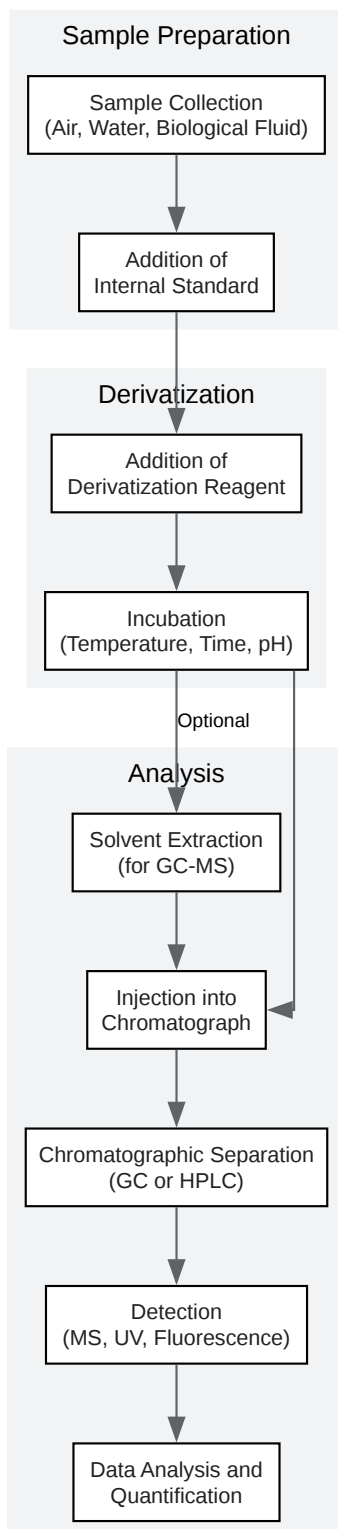 Sample Preparation
Sample Collection
(Air, Water, Biological Fluid)
Addition of
Internal Standard
Derivatization
Addition of
Derivatization Reagent
Incubation
(Temperature, Time, pH)
Optional
Analysis
Solvent Extraction
(for GC-MS)
Injection into
Chromatograph
Chromatographic Separation
(GC or HPLC)
Detection
(MS, UV, Fluorescence)
Data Analysis and
Quantification